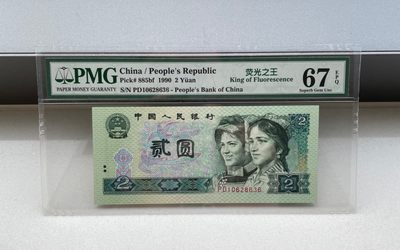 PMG
PAPER MONEY GUARANTY
China / People's Republic
Pick# 885bf 1990 2 Yüan
荧光之王
King of Fluorescence
S/N PD10628636 - People's Bank of China
67
EPQ
Superb Gem Unc
中国人民银行
贰圆
2
2
PD10628636